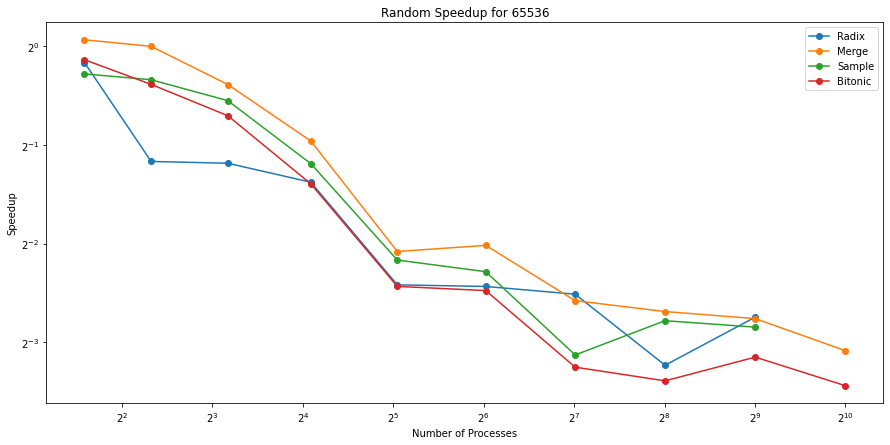 Random Speedup for 65536
Radix
Merge
Sample
Bitonic
Speedup
2^0
2^-1
2^-2
2^-3
2^2 2^3 2^4 2^5 2^6 2^7 2^8 2^9 2^10
Number of Processes